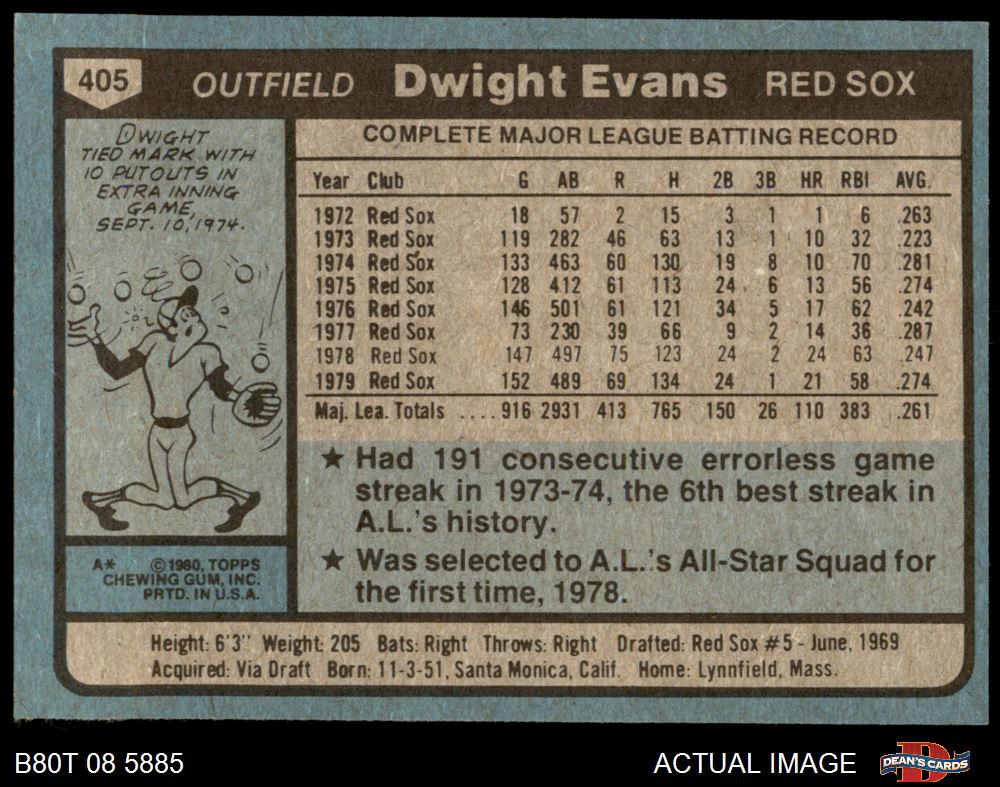 405 OUTFIELD Dwight Evans RED SOX
DWIGHT
TIED MARK WITH
10 PUTOUTS IN
EXTRA INNING
GAME,
SEPT. 10, 1974.
COMPLETE MAJOR LEAGUE BATTING RECORD
Year Club G AB R H 2B 3B HR RBI AVG.
1972 Red Sox 18 57 2 15 3 1 1 6 .263
1973 Red Sox 119 282 46 63 13 1 10 32 .223
1974 Red Sox 133 463 60 130 19 8 10 70 .281
1975 Red Sox 128 412 61 113 24 6 13 56 .274
1976 Red Sox 146 501 61 121 34 5 17 62 .242
1977 Red Sox 73 230 39 66 9 2 14 36 .287
1978 Red Sox 147 497 75 123 24 2 24 63 .247
1979 Red Sox 152 489 69 134 24 1 21 58 .274
Maj. Lea. Totals .... 916 2931 413 765 150 26 110 383 .261
★ Had 191 consecutive errorless game
streak in 1973-74, the 6th best streak in
A.L.'s history.
★ Was selected to A.L.'s All-Star Squad for
the first time, 1978.
A* ©1980, TOPPS
CHEWING GUM, INC.
PRTD. IN U.S.A.
Height: 6'3" Weight: 205 Bats: Right Throws: Right Drafted: Red Sox #5 - June, 1969
Acquired: Via Draft Born: 11-3-51, Santa Monica, Calif. Home: Lynnfield, Mass.
B80T 08 5885 ACTUAL IMAGE D DEAN'S CARDS